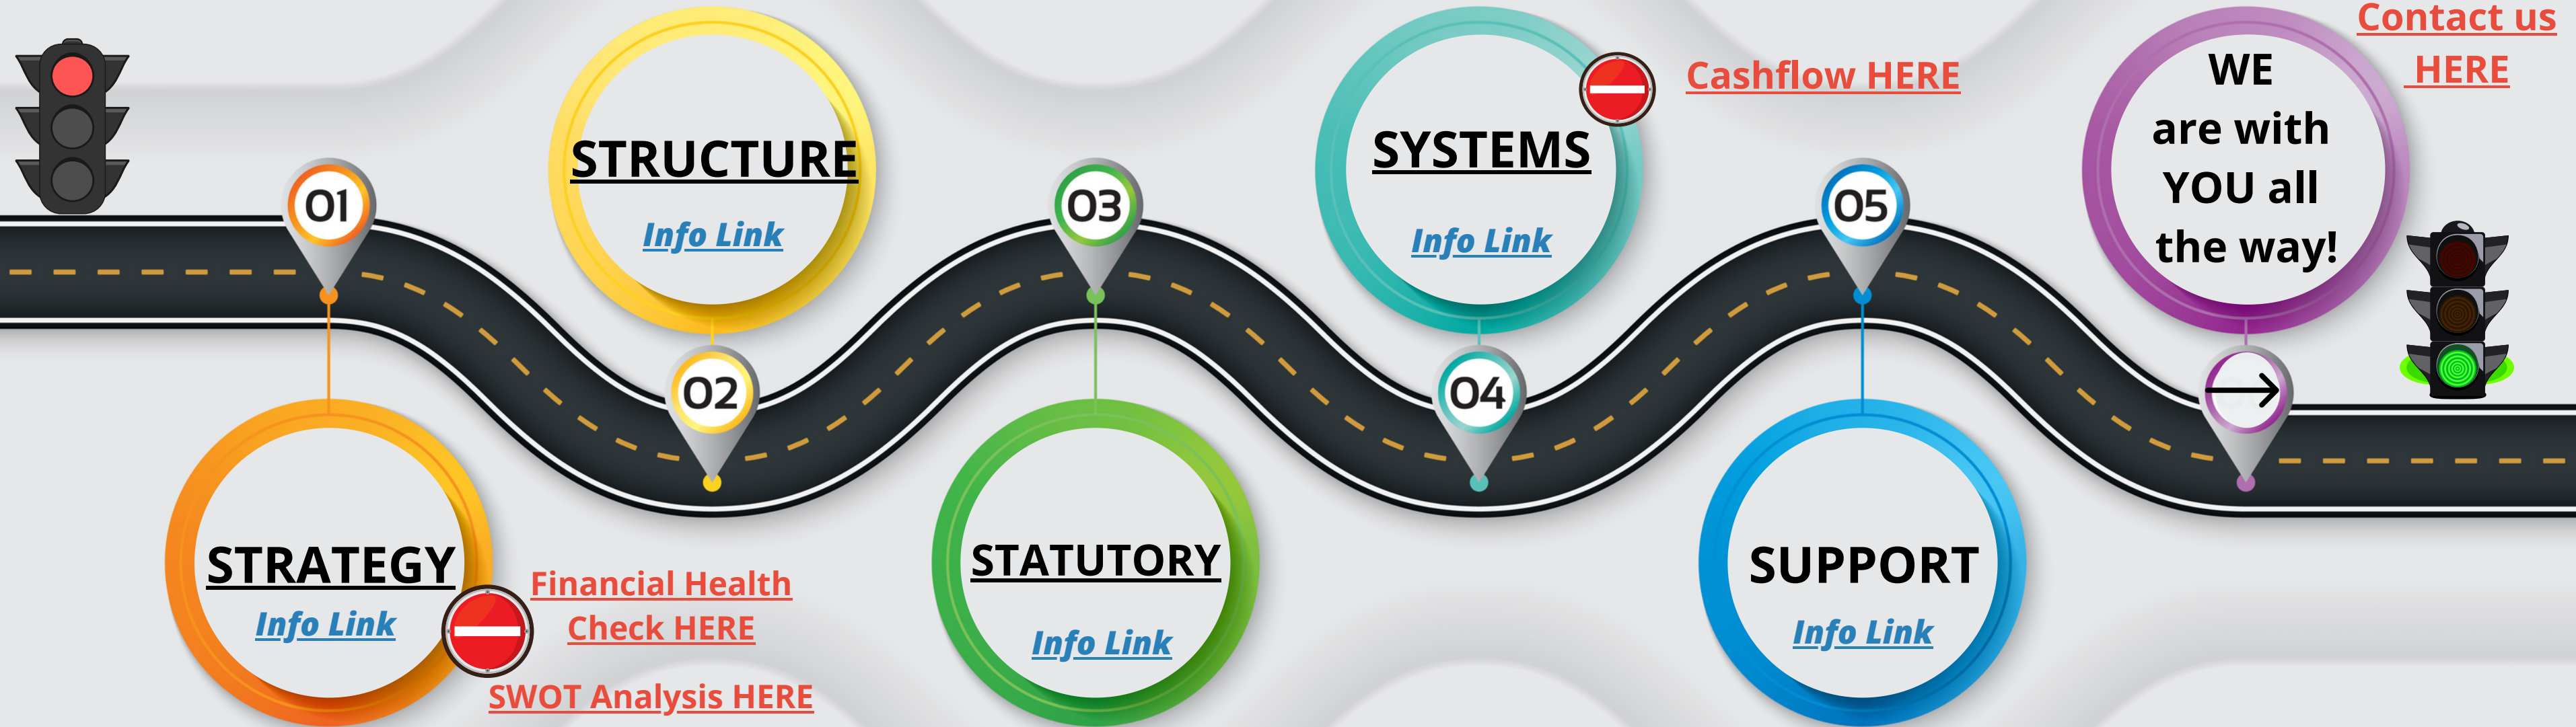 01
STRATEGY
Info Link
Financial Health
Check HERE
SWOT Analysis HERE
STRUCTURE
Info Link
02
03
STATUTORY
Info Link
SYSTEMS
Info Link
Cashflow HERE
04
05
SUPPORT
Info Link
WE
are with
YOU all
the way!
Contact us
HERE